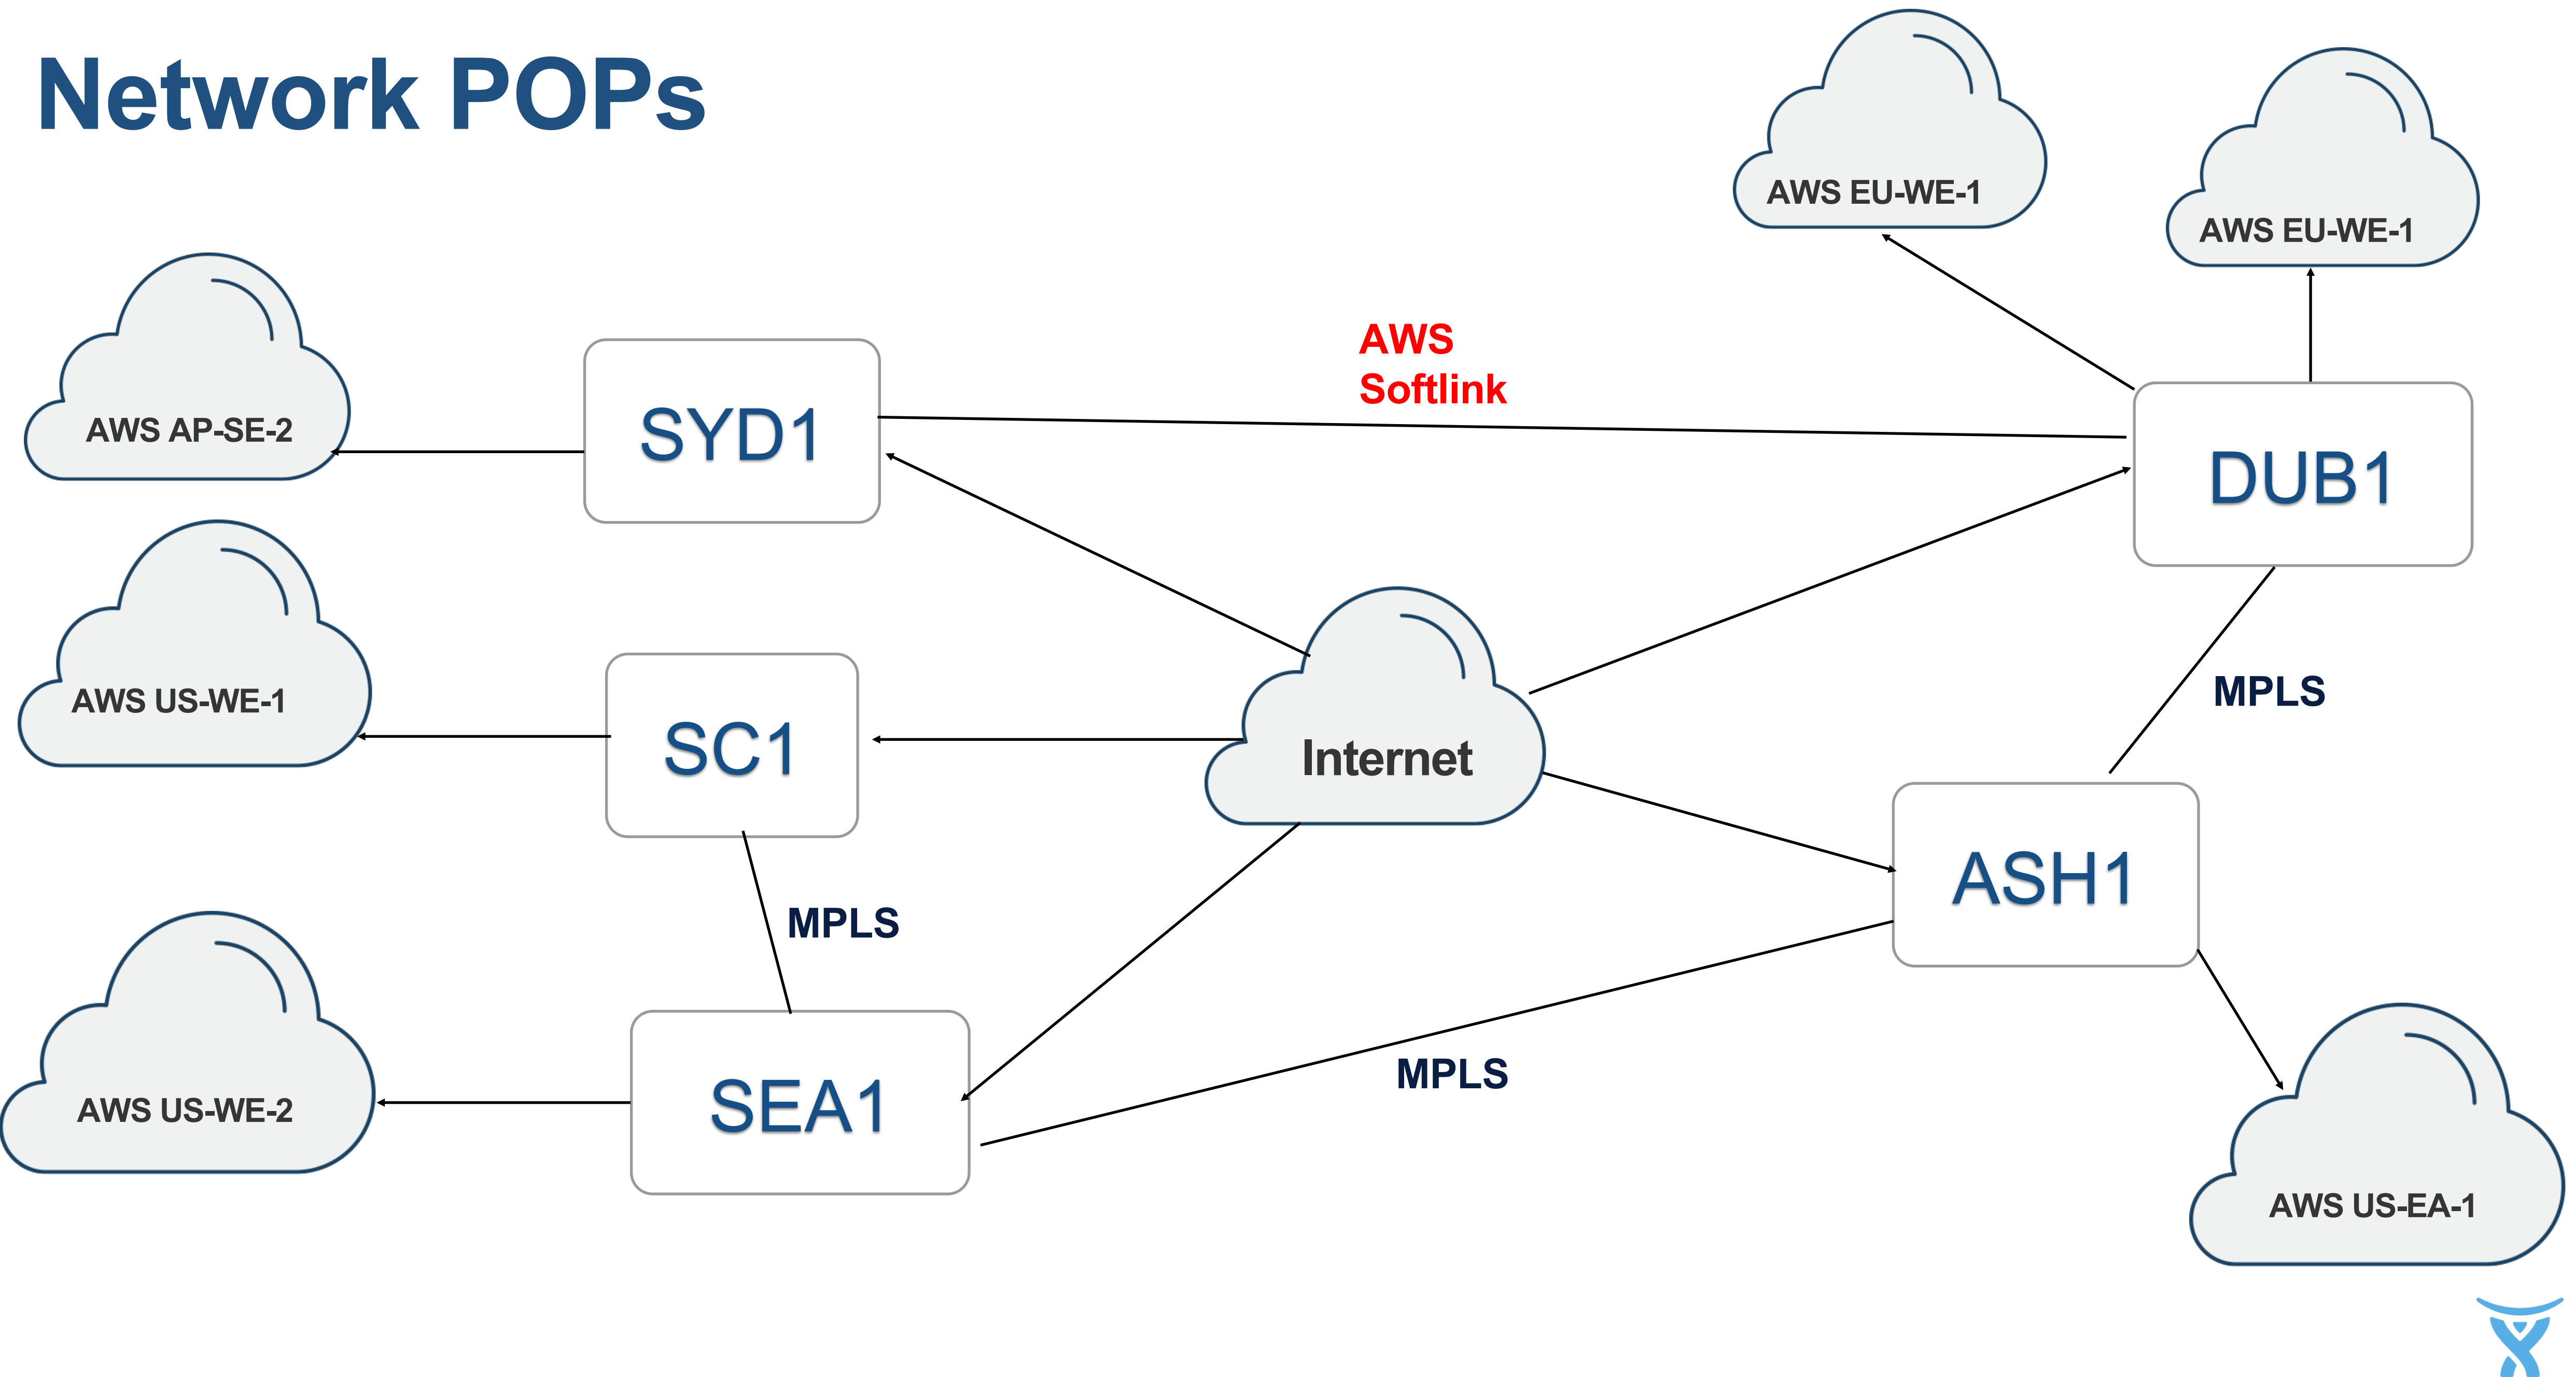 Network POPs
AWS EU-WE-1
AWS EU-WE-1
AWS
Softlink
AWS AP-SE-2
SYD1
DUB1
AWS US-WE-1
SC1
Internet
MPLS
ASH1
MPLS
MPLS
AWS US-WE-2
SEA1
AWS US-EA-1